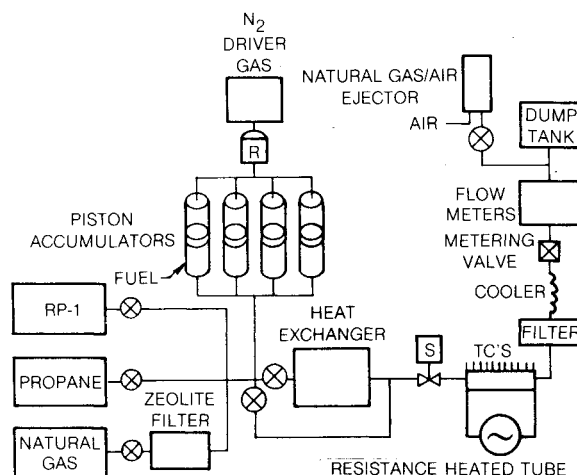 N2
DRIVER
GAS
NATURAL GAS/AIR
EJECTOR
AIR
DUMP
TANK
R
FLOW
METERS
PISTON
ACCUMULATORS
METERING
VALVE
FUEL
COOLER
RP-1
HEAT
EXCHANGER
FILTER
S
TC'S
PROPANE
ZEOLITE
FILTER
NATURAL
GAS
RESISTANCE HEATED TUBE